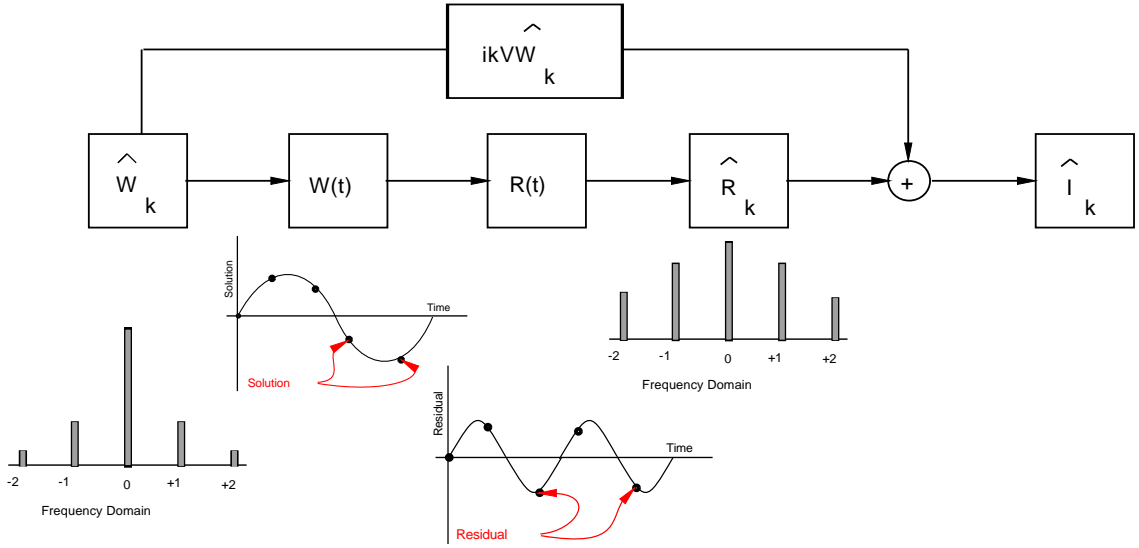 ikVŴ
k
Ŵ
k
W(t)
R(t)
R̂
k
+
Î
k
Solution
Time
Solution
-2 -1 0 +1 +2
Frequency Domain
-2 -1 0 +1 +2
Frequency Domain
Residual
Time
Residual